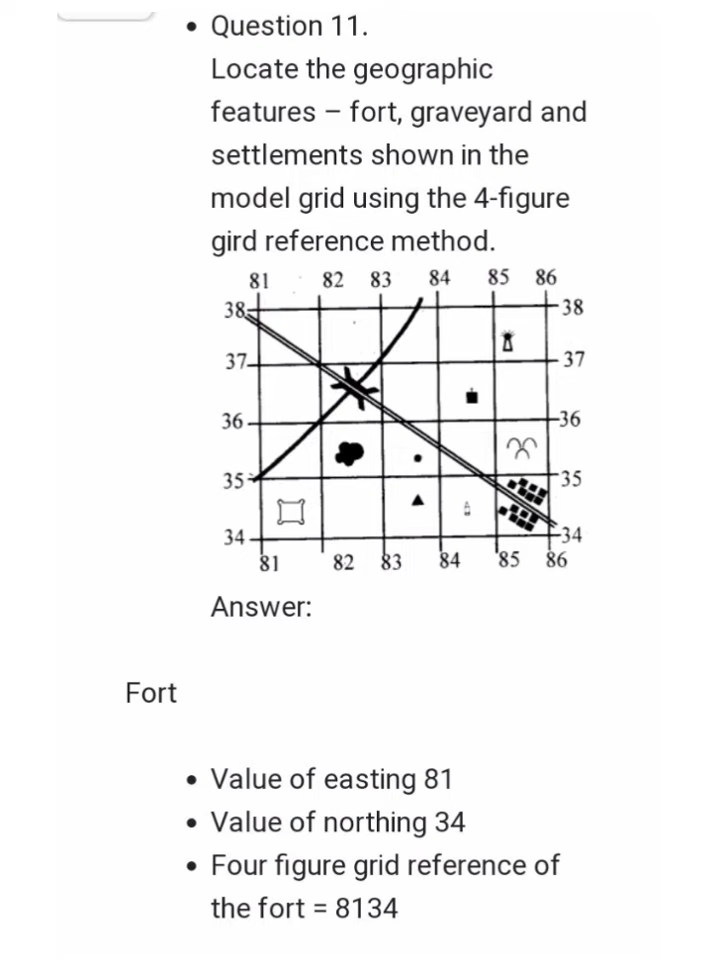 • Question 11.
Locate the geographic
features – fort, graveyard and
settlements shown in the
model grid using the 4-figure
gird reference method.
81 82 83 84 85 86
38 38
37 37
36 36
35 35
34 34
81 82 83 84 85 86
Answer:
Fort
• Value of easting 81
• Value of northing 34
• Four figure grid reference of
the fort = 8134